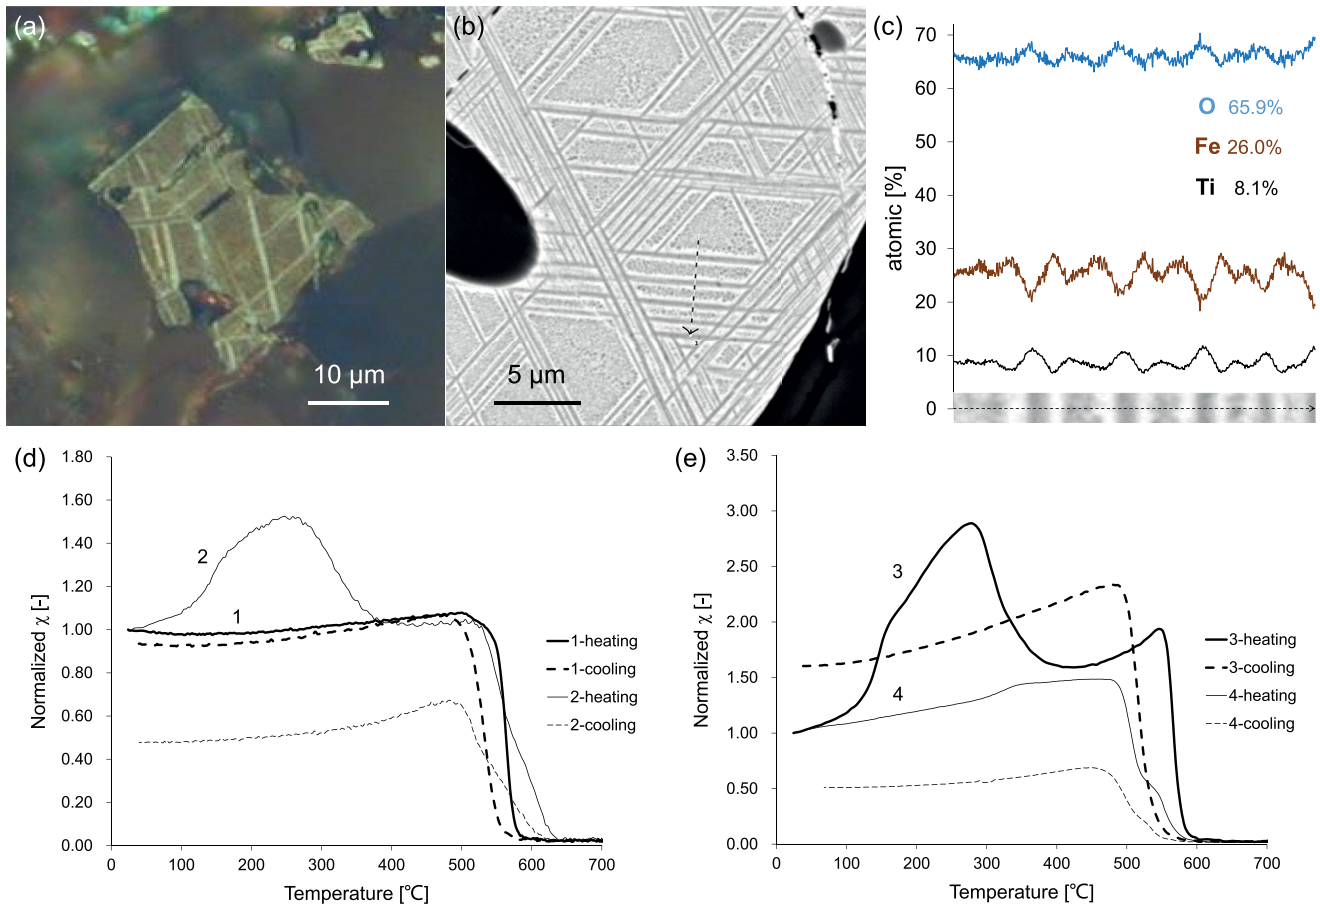 (a)
10 μm
(b)
5 μm
(c)
70
60
50
40
30
20
10
0
atomic [%]
O 65.9%
Fe 26.0%
Ti 8.1%
(d)
1.80
1.60
1.40
1.20
1.00
0.80
0.60
0.40
0.20
0.00
Normalized χ [-]
2
1
0 100 200 300 400 500 600 700
Temperature [℃]
1-heating
1-cooling
2-heating
2-cooling
(e)
3.50
3.00
2.50
2.00
1.50
1.00
0.50
0.00
Normalized χ [-]
3
4
0 100 200 300 400 500 600 700
Temperature [℃]
3-heating
3-cooling
4-heating
4-cooling